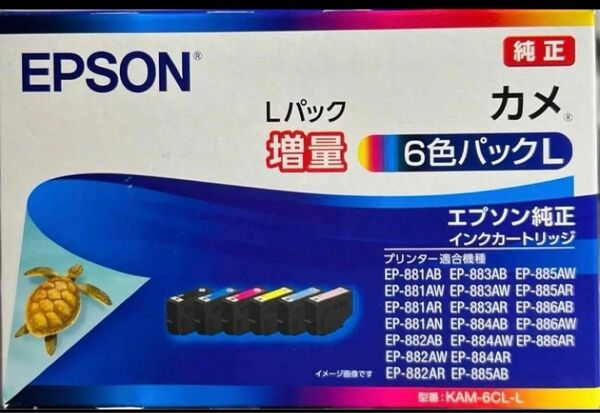 EPSON®
純正
Lパック
カメ®
増量
6色パックL
エプソン純正
インクカートリッジ
プリンター適合機種
EP-881AB EP-883AB EP-885AW
EP-881AW EP-883AW EP-885AR
EP-881AR EP-883AR EP-886AB
EP-881AN EP-884AB EP-886AW
EP-882AB EP-884AW EP-886AR
EP-882AW EP-884AR
EP-882AR EP-885AB
イメージ画像です
型番：KAM-6CL-L